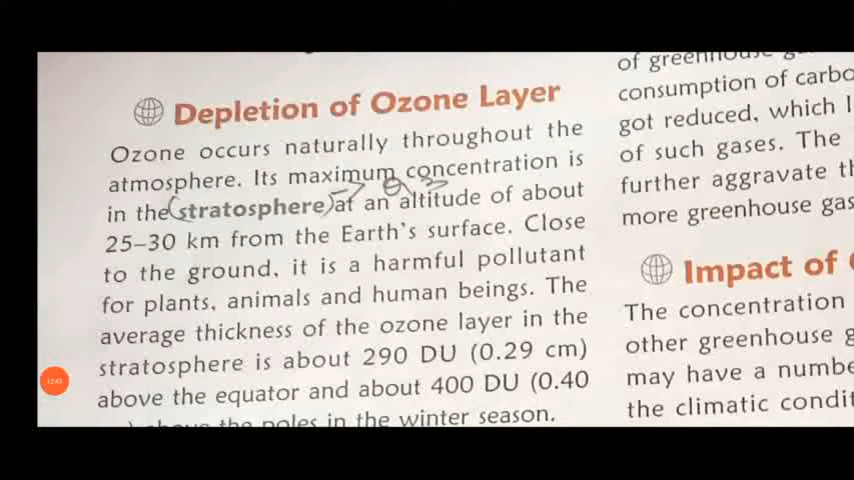 Depletion of Ozone Layer
Ozone occurs naturally throughout the
atmosphere. Its maximum concentration is
in the (stratosphere) at an altitude of about
→ O3
25–30 km from the Earth's surface. Close
to the ground, it is a harmful pollutant
for plants, animals and human beings. The
average thickness of the ozone layer in the
stratosphere is about 290 DU (0.29 cm)
above the equator and about 400 DU (0.40
the poles in the winter season.
of greenhouse
consumption of carbo
got reduced, which l
of such gases. The
further aggravate th
more greenhouse gas
Impact of
The concentration
other greenhouse g
may have a numbe
the climatic condit
12:43